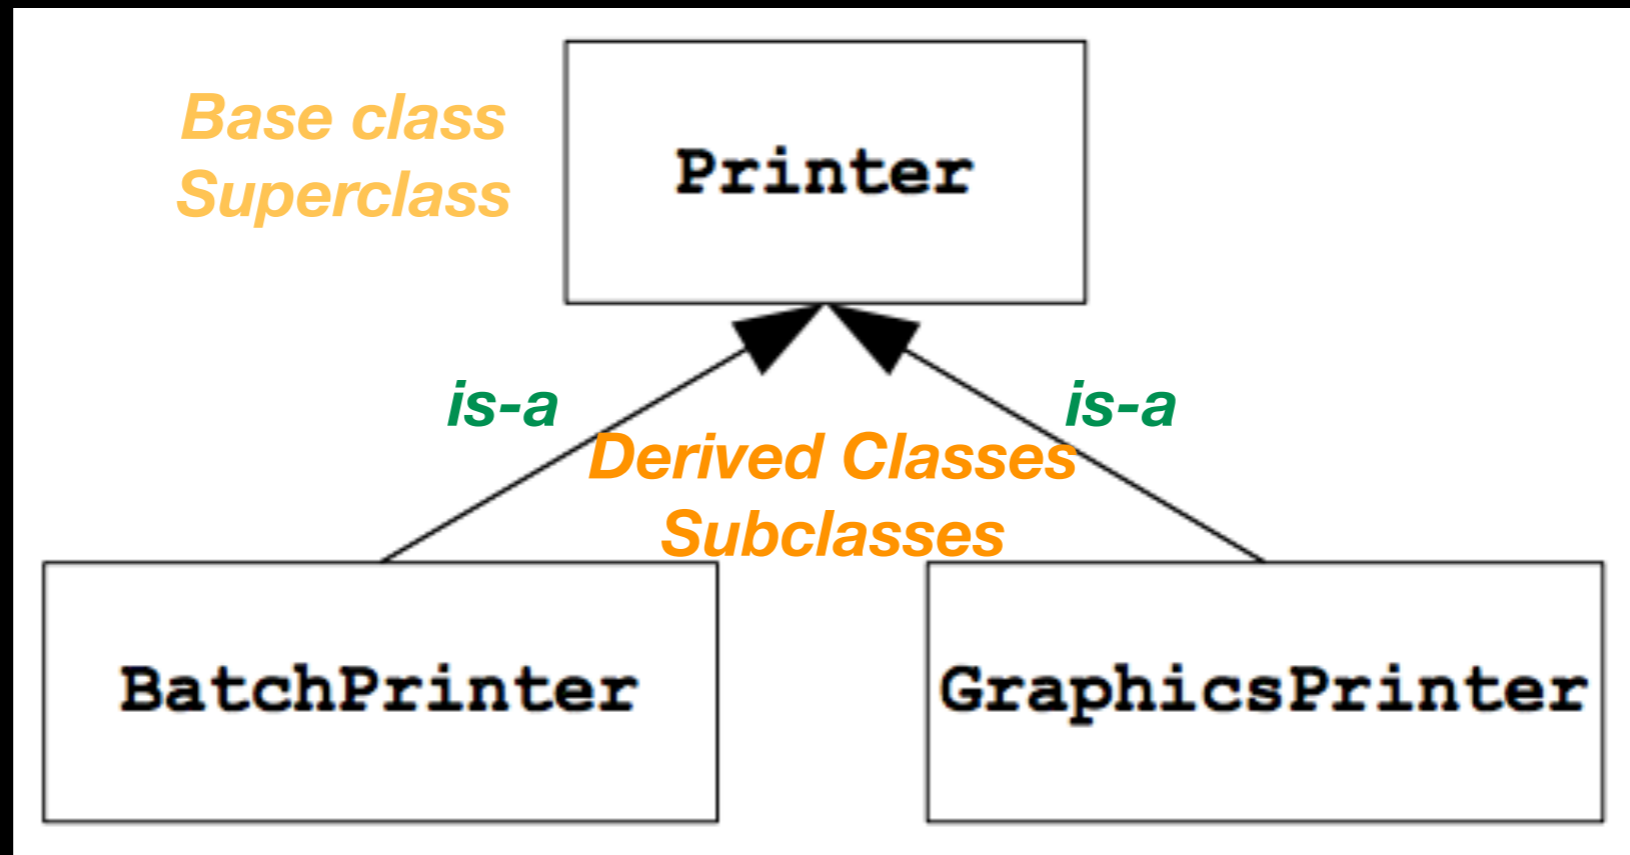 Base class
Superclass
Printer
is-a
is-a
Derived Classes
Subclasses
BatchPrinter
GraphicsPrinter